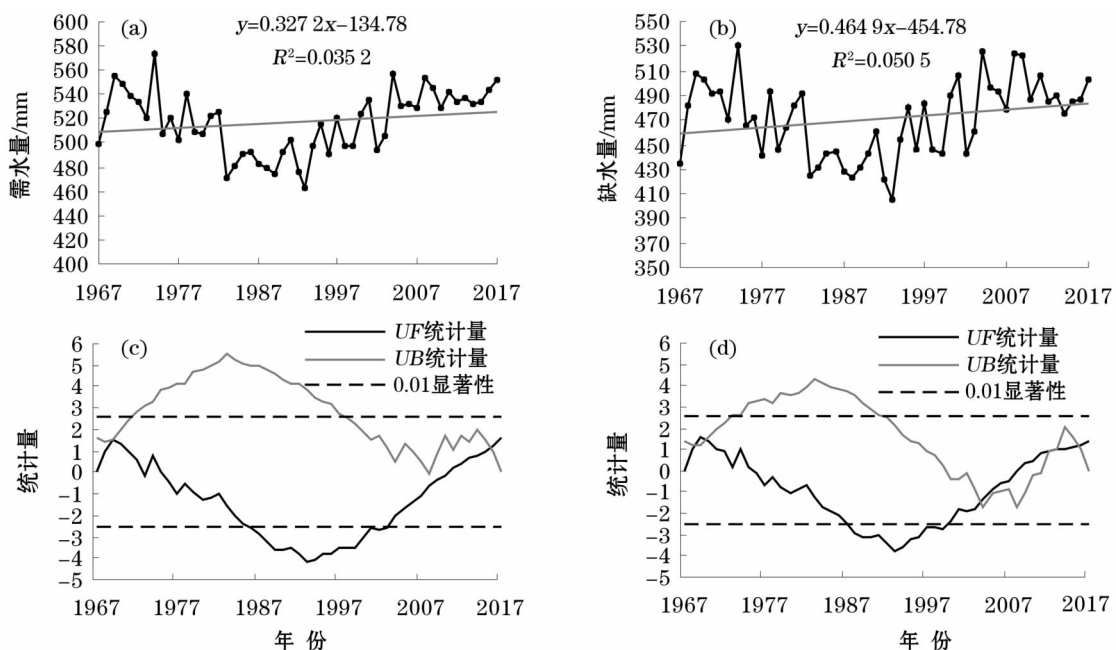 (a)
y=0.327 2x−134.78
R²=0.035 2
需水量/mm
600
580
560
540
520
500
480
460
440
420
400
1967 1977 1987 1997 2007 2017
(b)
y=0.464 9x−454.78
R²=0.050 5
缺水量/mm
550
530
510
490
470
450
430
410
390
370
350
1967 1977 1987 1997 2007 2017
(c)
UF统计量
UB统计量
0.01显著性
统计量
6
5
4
3
2
1
0
−1
−2
−3
−4
−5
1967 1977 1987 1997 2007 2017
年 份
(d)
UF统计量
UB统计量
0.01显著性
统计量
6
5
4
3
2
1
0
−1
−2
−3
−4
−5
1967 1977 1987 1997 2007 2017
年 份